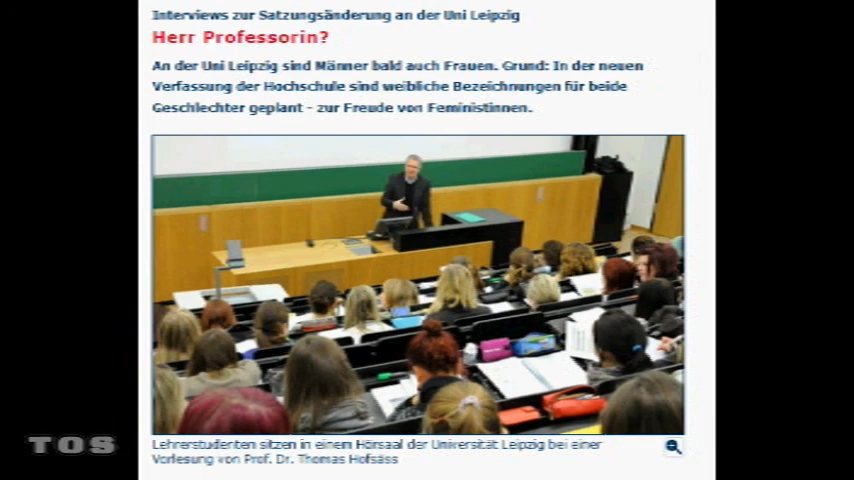 Interviews zur Satzungsänderung an der Uni Leipzig
Herr Professorin?
An der Uni Leipzig sind Männer bald auch Frauen. Grund: In der neuen
Verfassung der Hochschule sind weibliche Bezeichnungen für beide
Geschlechter geplant - zur Freude von Feministinnen.
TOS
Lehrerstudenten sitzen in einem Hörsaal der Universität Leipzig bei einer
Vorlesung von Prof. Dr. Thomas Hofsäss